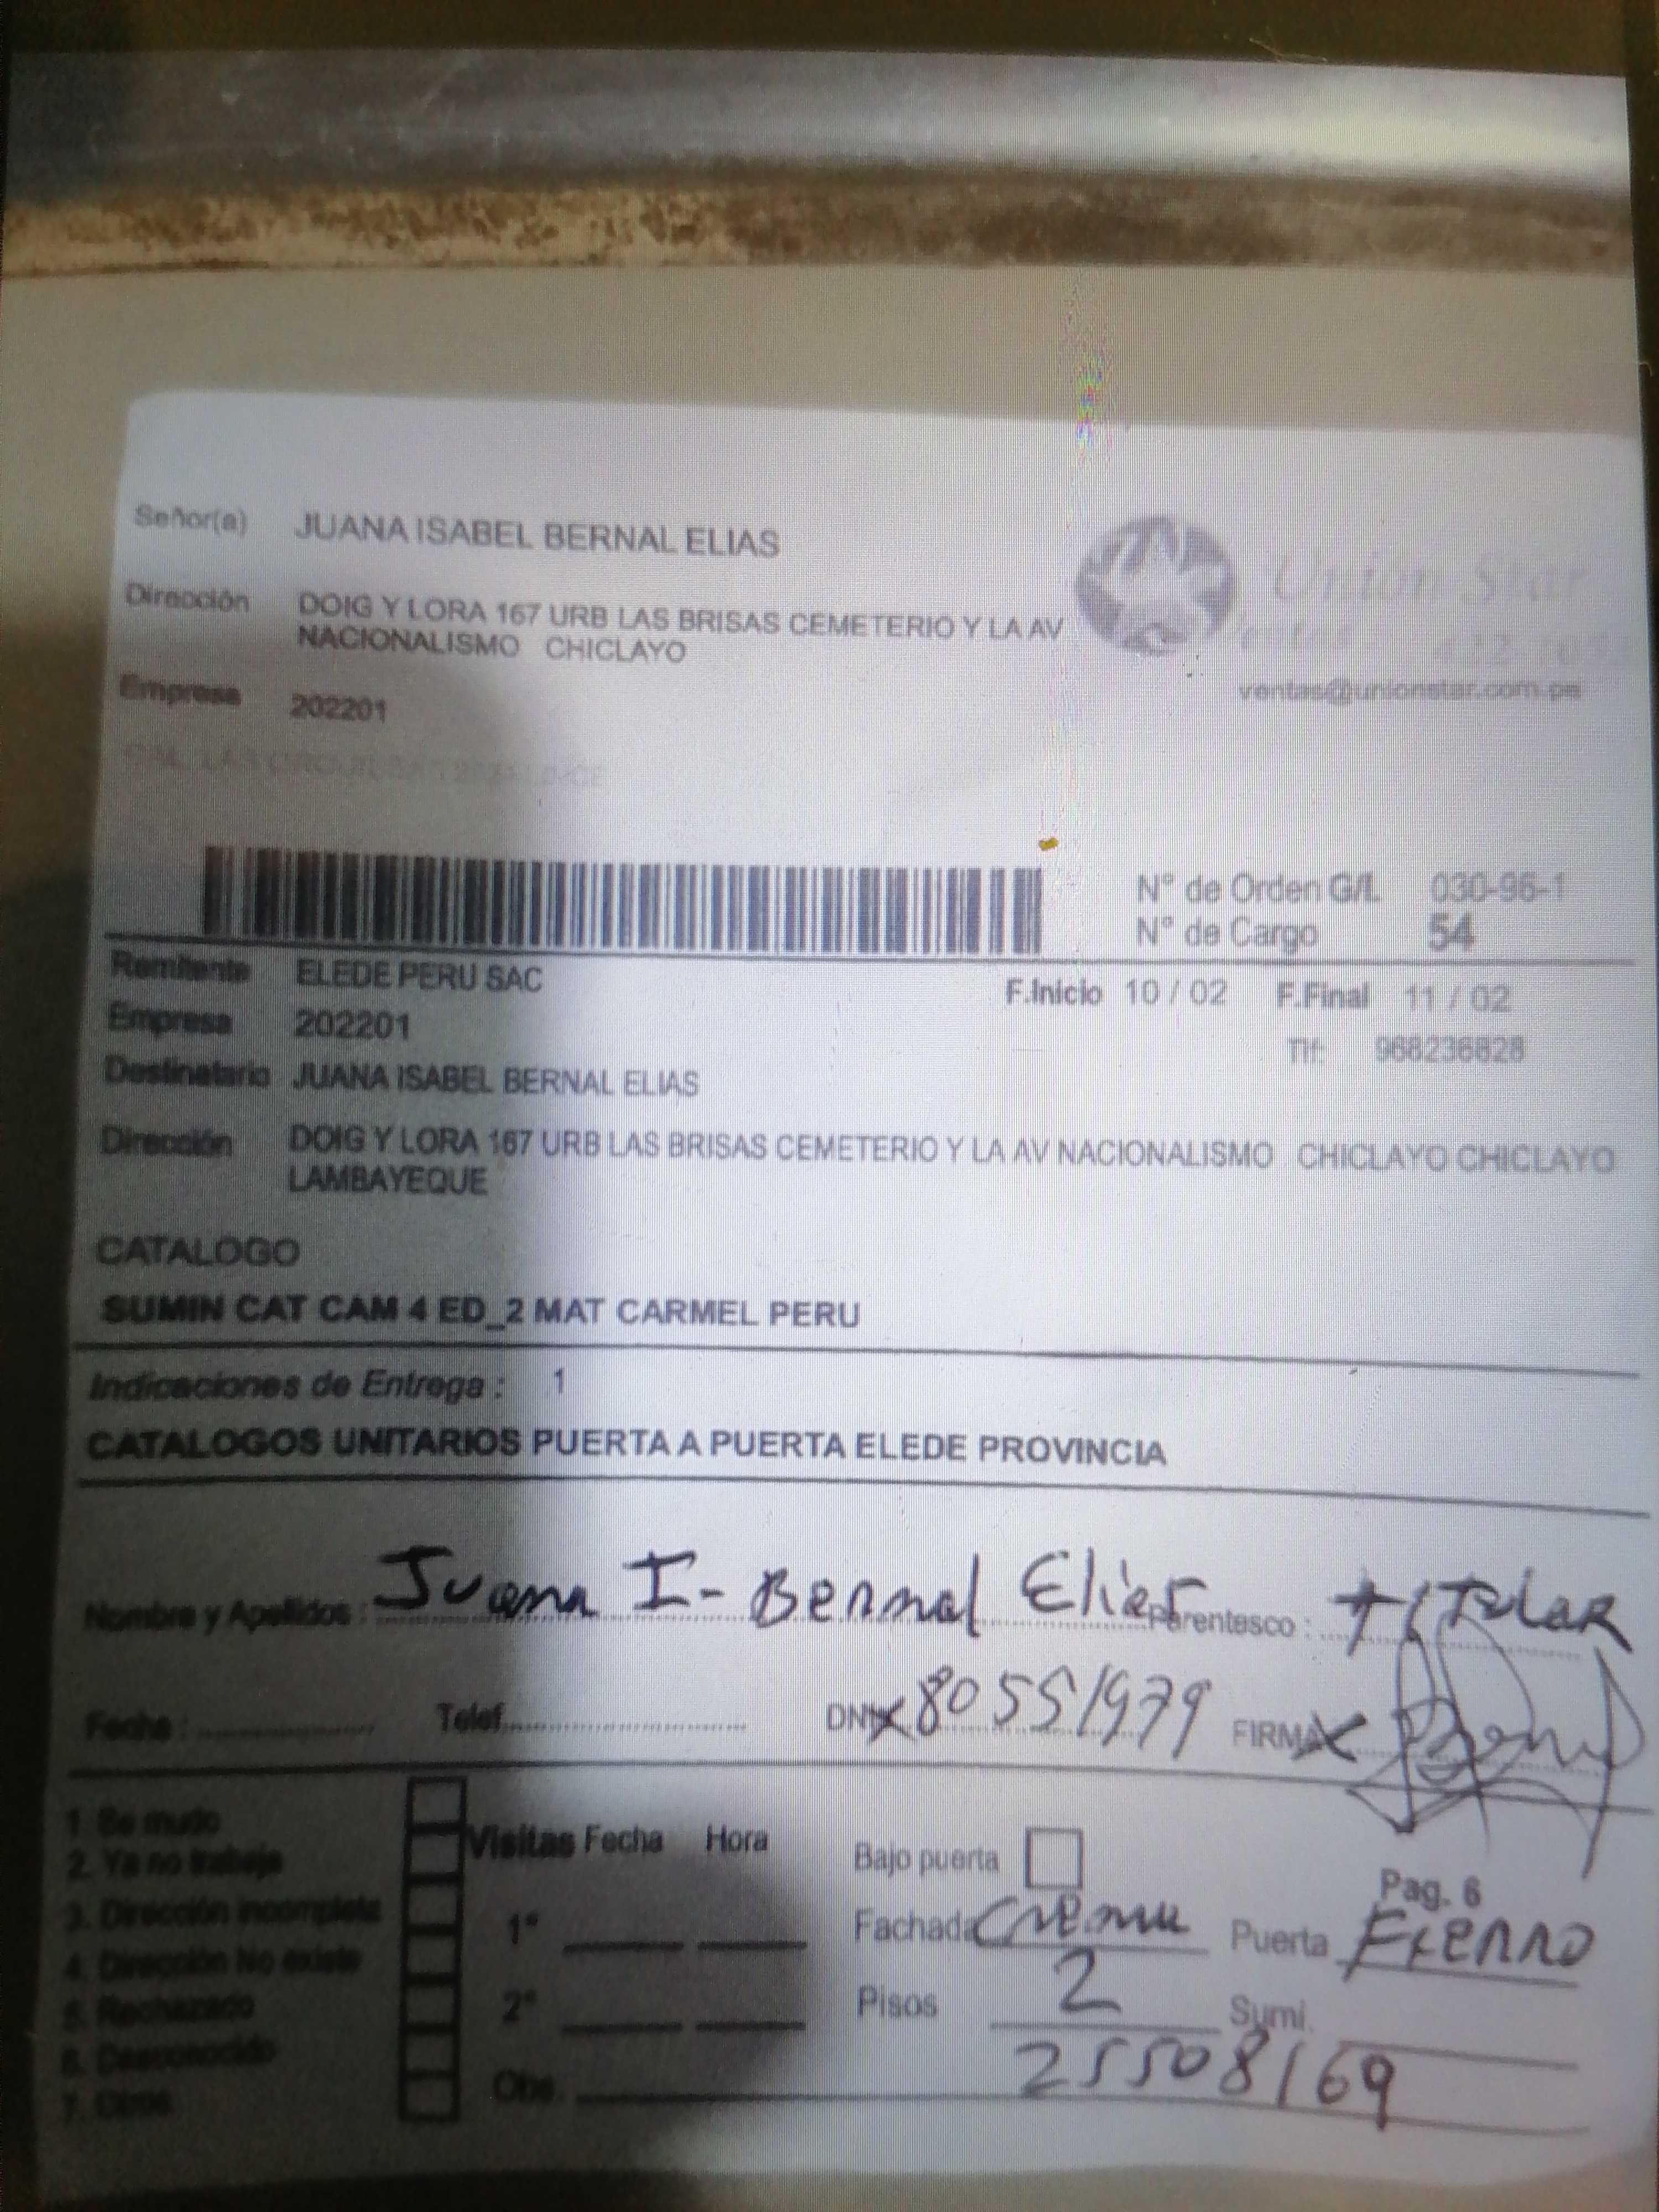 Señor(a) JUANA ISABEL BERNAL ELIAS
Dirección DOIG Y LORA 167 URB LAS BRISAS CEMETERIO Y LA AV
NACIONALISMO CHICLAYO
Union Star
Empresa 202201
ventas@unionstar.com.pe
N° de Orden G/L 030-96-1
N° de Cargo 54
Remitente ELEDE PERU SAC
F.Inicio 10 / 02 F.Final 11 / 02
Empresa 202201
Tlf: 968236828
Destinatario JUANA ISABEL BERNAL ELIAS
Dirección DOIG Y LORA 167 URB LAS BRISAS CEMETERIO Y LA AV NACIONALISMO CHICLAYO CHICLAYO
LAMBAYEQUE
CATALOGO
SUMIN CAT CAM 4 ED_2 MAT CARMEL PERU
Indicaciones de Entrega : 1
CATALOGOS UNITARIOS PUERTA A PUERTA ELEDE PROVINCIA
Nombre y Apellidos : Juana I- Bernal Elias Parentesco : titular
Fecha : Telef. DNI x 80551979 FIRMA x
1. Se mudo
2. Ya no trabaja
3. Dirección incompleta
4. Dirección No existe
5. Rechazado
6. Desconocido
7. Otros
Visitas Fecha Hora
1°
2°
Obs.
Bajo puerta
Pag. 6
Fachada Crema Puerta Fierro
Pisos 2 Sumi.
25508169